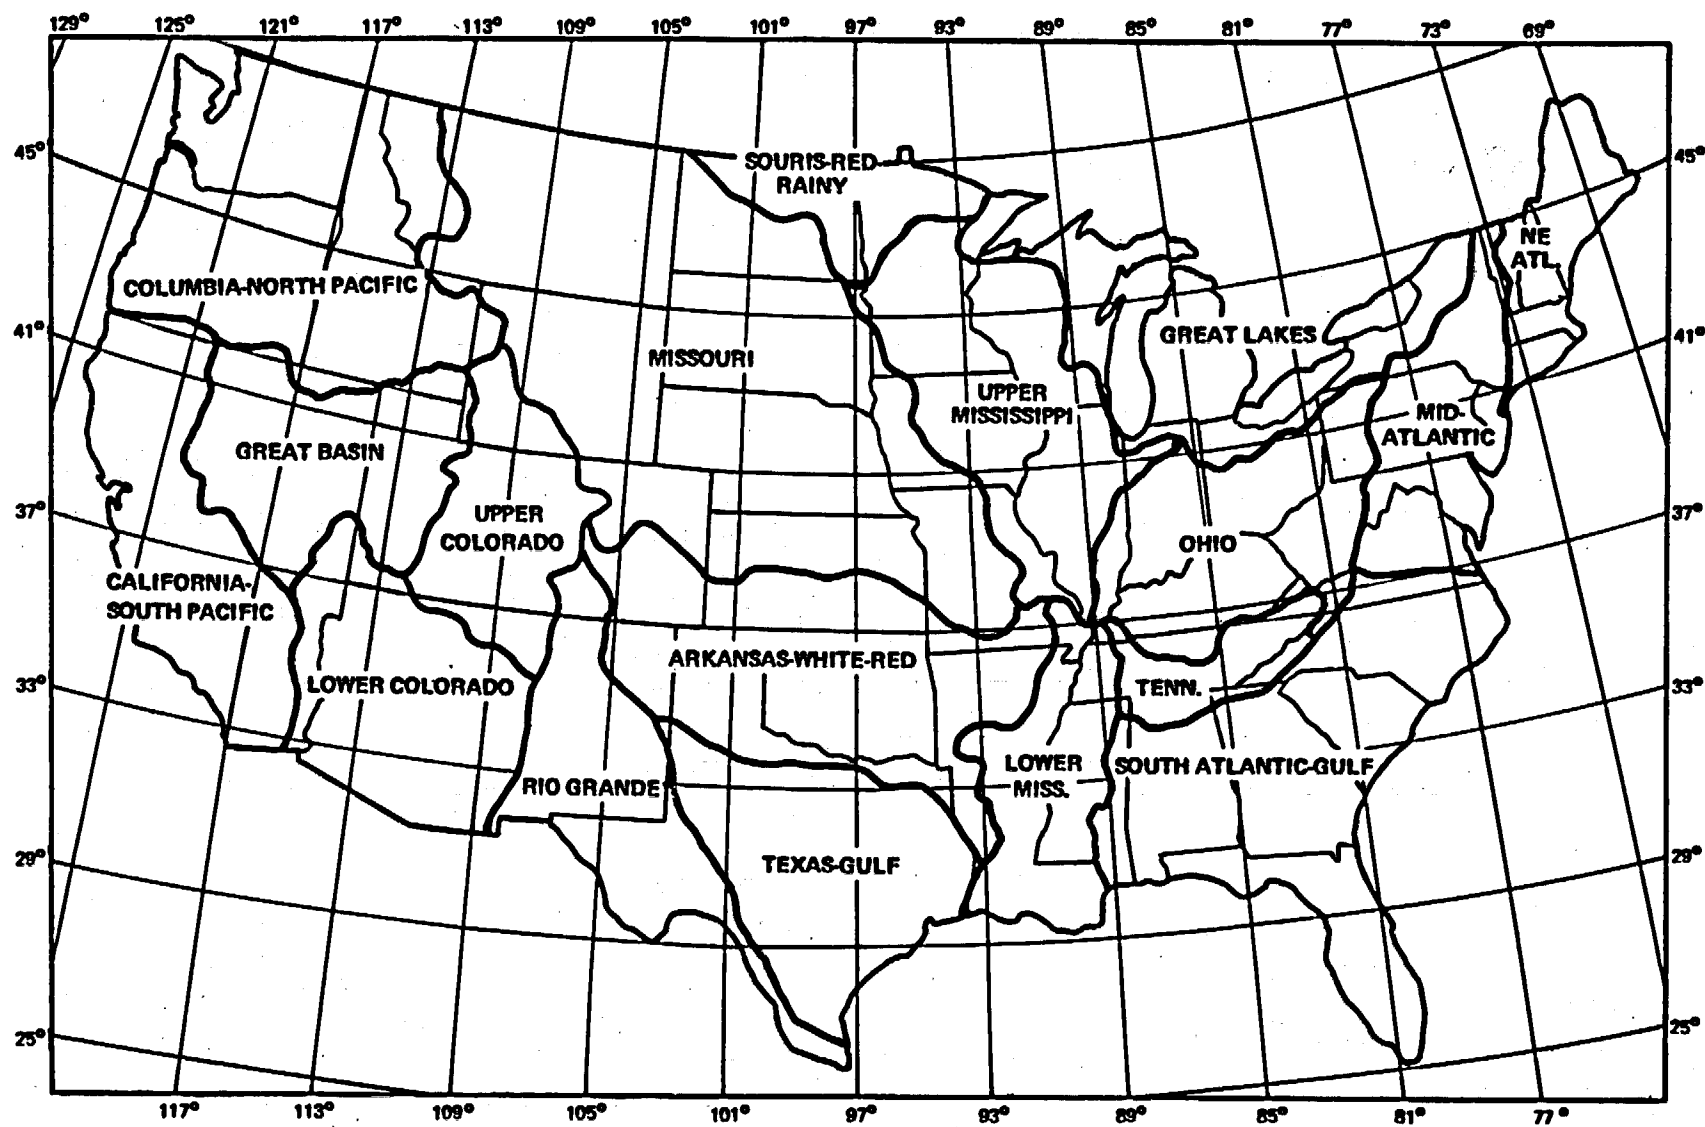 129° 125° 121° 117° 113° 109° 105° 101° 97° 93° 89° 85° 81° 77° 73° 69°
45° 45°
SOURIS-RED
RAINY
NE
ATL.
COLUMBIA-NORTH PACIFIC
41° 41°
GREAT LAKES
MISSOURI
UPPER
MISSISSIPPI
MID-
ATLANTIC
GREAT BASIN
37° 37°
UPPER
COLORADO
OHIO
CALIFORNIA-
SOUTH PACIFIC
ARKANSAS-WHITE-RED
33° 33°
LOWER COLORADO
TENN.
LOWER
MISS.
SOUTH ATLANTIC-GULF
RIO GRANDE
29° 29°
TEXAS-GULF
25° 25°
117° 113° 109° 105° 101° 97° 93° 89° 85° 81° 77°